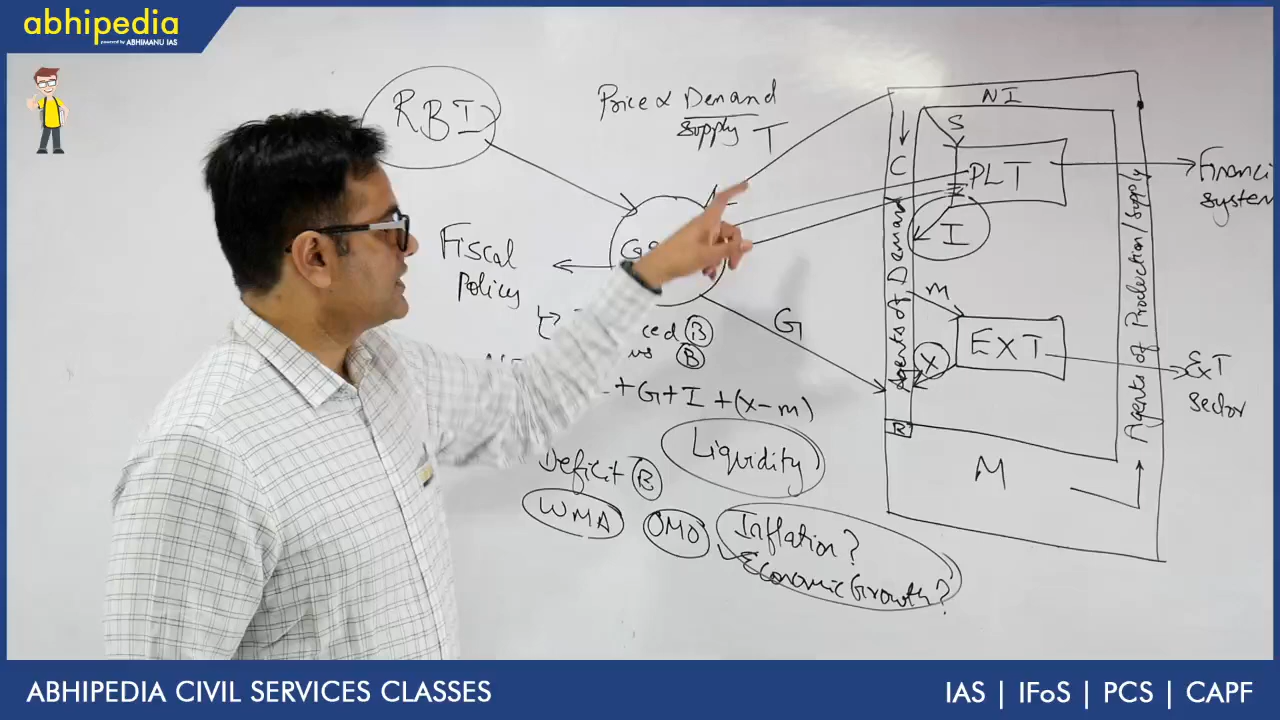 abhipedia
powered by ABHIMANU IAS
RBI
Price ∝ Demand
supply
T
NI
S
C
PLT
Financi
system
I
Fiscal
Policy
G
Agents of Demand
Agents of Production/Supply
m
EXT
X
ExT
sector
ced B
us B
+ G + I + (x-m)
R
M
Liquidity
Deficit B
WMA
OMO
Inflation?
Economic Growth?
ABHIPEDIA CIVIL SERVICES CLASSES
IAS | IFoS | PCS | CAPF